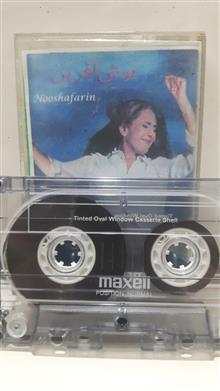 نوش آفرین
Nooshafarin
Tinted Oval Window Cassette Shell
maxell
POSITION NORMAL